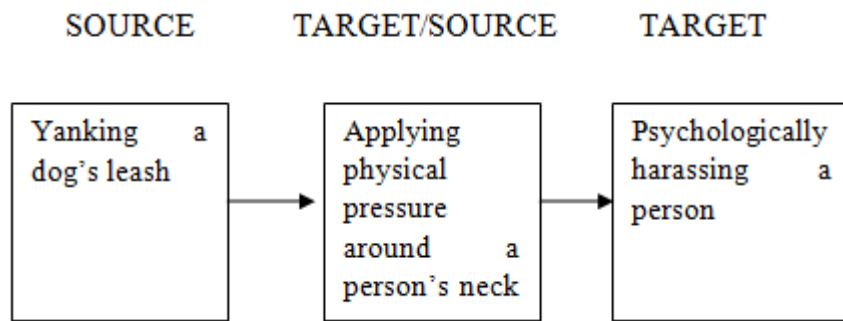 SOURCE TARGET/SOURCE TARGET
Yanking a
dog’s leash
Applying
physical
pressure
around a
person’s neck
Psychologically
harassing a
person